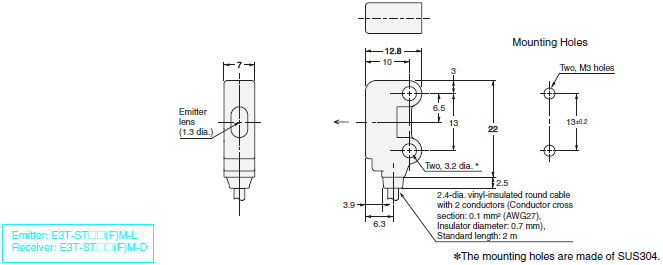 12.8
10
Mounting Holes
7
3
Two, M3 holes
Emitter
lens
(1.3 dia.)
6.5
13
22
13±0.2
Two, 3.2 dia. *
2.5
2.4-dia. vinyl-insulated round cable
with 2 conductors (Conductor cross
section: 0.1 mm² (AWG27),
Insulator diameter: 0.7 mm),
Standard length: 2 m
3.9
6.3
Emitter: E3T-ST□□(F)M-L
Receiver: E3T-ST□□(F)M-D
✻The mounting holes are made of SUS304.